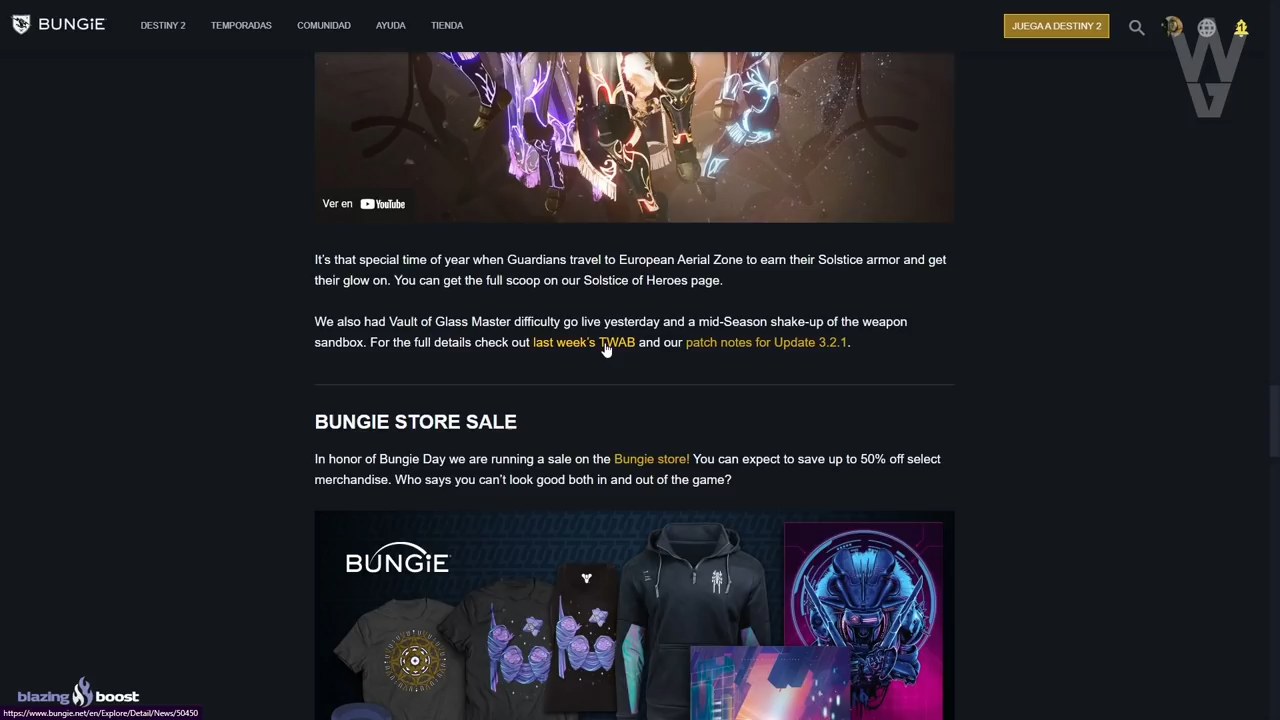 BUNGiE
DESTINY 2
TEMPORADAS
COMUNIDAD
AYUDA
TIENDA
JUEGA A DESTINY 2
1
WG
Ver en YouTube
It's that special time of year when Guardians travel to European Aerial Zone to earn their Solstice armor and get
their glow on. You can get the full scoop on our Solstice of Heroes page.
We also had Vault of Glass Master difficulty go live yesterday and a mid-Season shake-up of the weapon
sandbox. For the full details check out last week's TWAB and our patch notes for Update 3.2.1.
BUNGIE STORE SALE
In honor of Bungie Day we are running a sale on the Bungie store! You can expect to save up to 50% off select
merchandise. Who says you can't look good both in and out of the game?
BUNGiE
blazing boost
https://www.bungie.net/en/Explore/Detail/News/50450